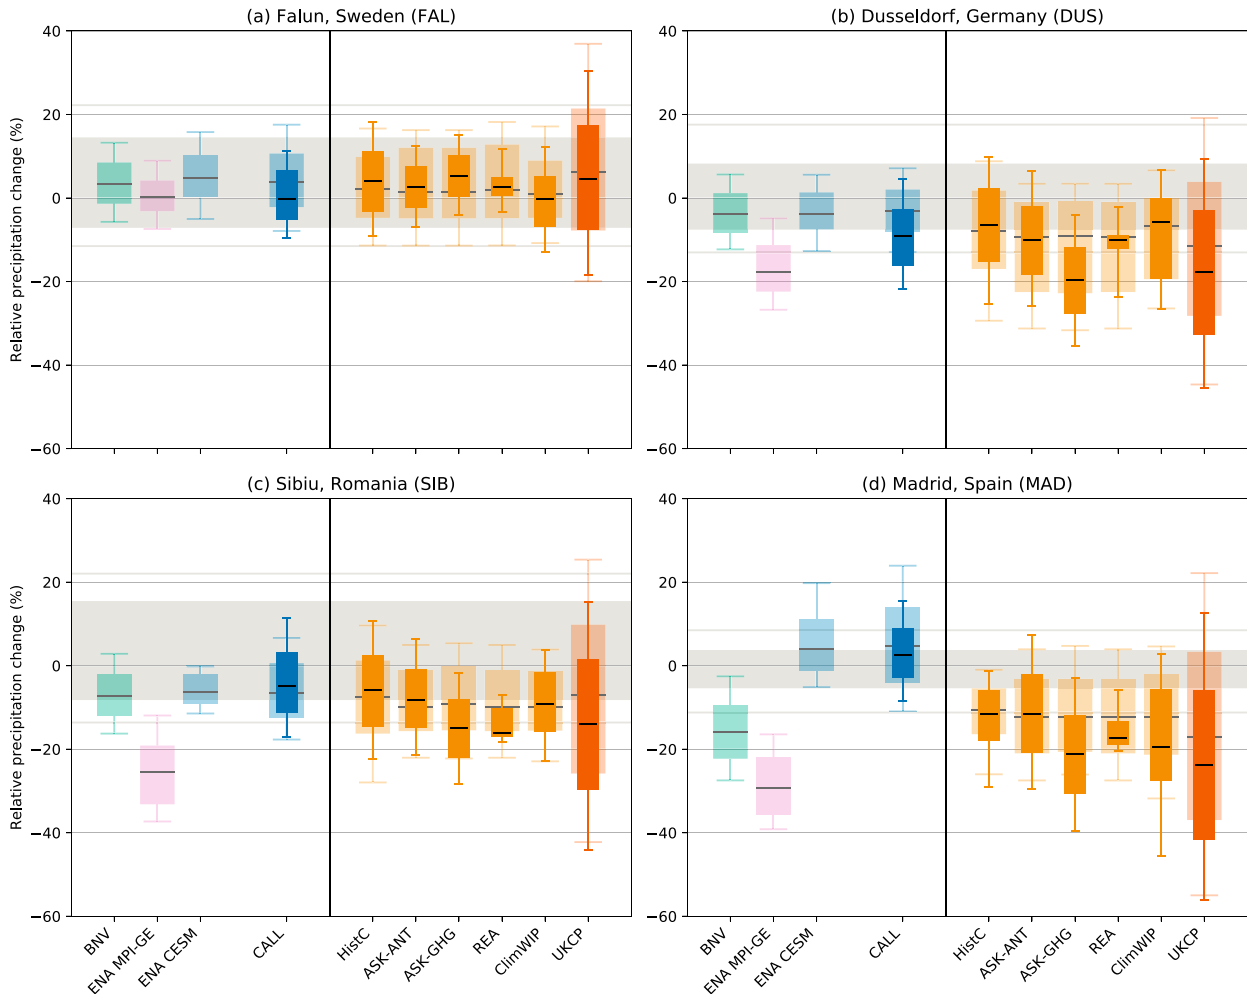 (a) Falun, Sweden (FAL)
(b) Dusseldorf, Germany (DUS)
Relative precipitation change (%)
40
20
0
−20
−40
−60
40
20
0
−20
−40
−60
(c) Sibiu, Romania (SIB)
(d) Madrid, Spain (MAD)
Relative precipitation change (%)
40
20
0
−20
−40
−60
40
20
0
−20
−40
−60
BNV
ENA MPI-GE
ENA CESM
CALL
HistC
ASK-ANT
ASK-GHG
REA
ClimWIP
UKCP
BNV
ENA MPI-GE
ENA CESM
CALL
HistC
ASK-ANT
ASK-GHG
REA
ClimWIP
UKCP